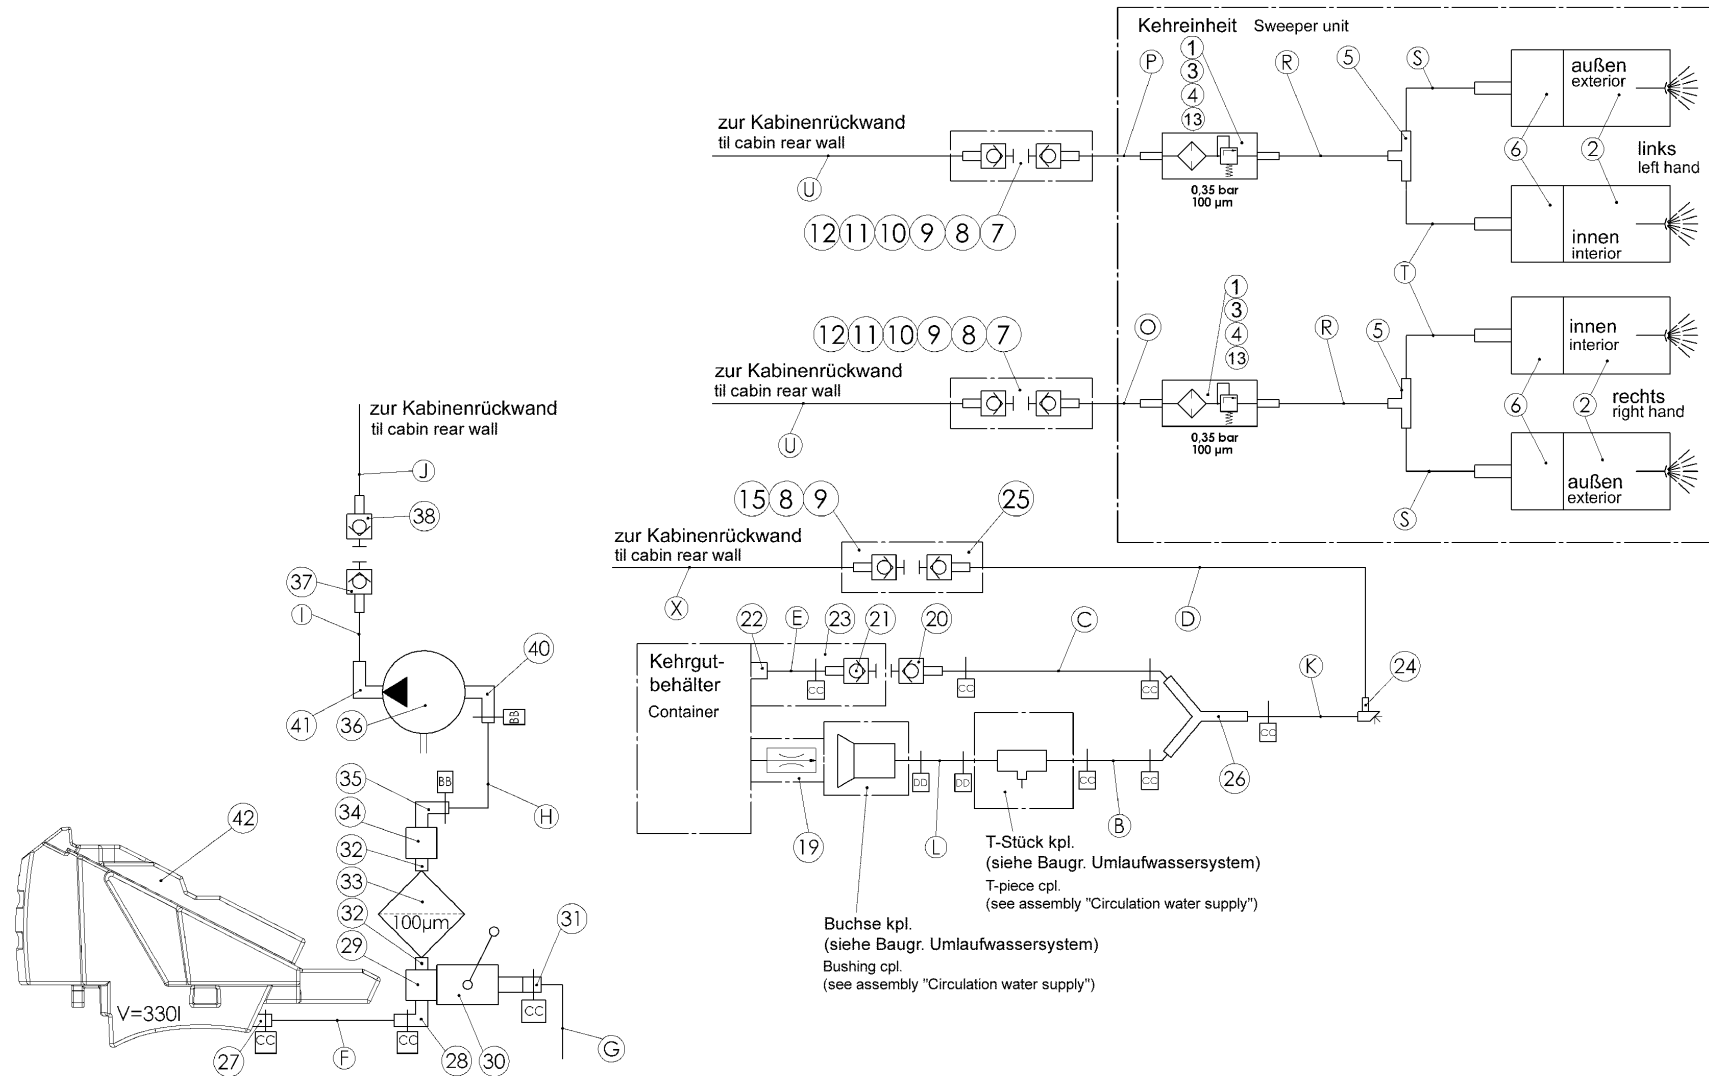 Kehreinheit Sweeper unit
1
3
4
13
P
R
5
S
außen
exterior
6
2
links
left hand
innen
interior
zur Kabinenrückwand
til cabin rear wall
U
12 11 10 9 8 7
0,35 bar
100 µm
T
1
3
4
13
O
R
5
12 11 10 9 8 7
zur Kabinenrückwand
til cabin rear wall
U
0,35 bar
100 µm
innen
interior
6
2
rechts
right hand
außen
exterior
S
zur Kabinenrückwand
til cabin rear wall
J
38
37
I
41
36
40
BB
35
BB
34
H
32
33
100µm
32
29
31
42
V=330l
CC
27
F
CC
28
30
CC
G
15 8 9
25
zur Kabinenrückwand
til cabin rear wall
X
D
22
E
23
21
20
C
Kehrgut-
behälter
Container
CC
CC
CC
K
24
CC
26
19
DD
DD
CC
CC
L
B
T-Stück kpl.
(siehe Baugr. Umlaufwassersystem)
T-piece cpl.
(see assembly "Circulation water supply")
Buchse kpl.
(siehe Baugr. Umlaufwassersystem)
Bushing cpl.
(see assembly "Circulation water supply")